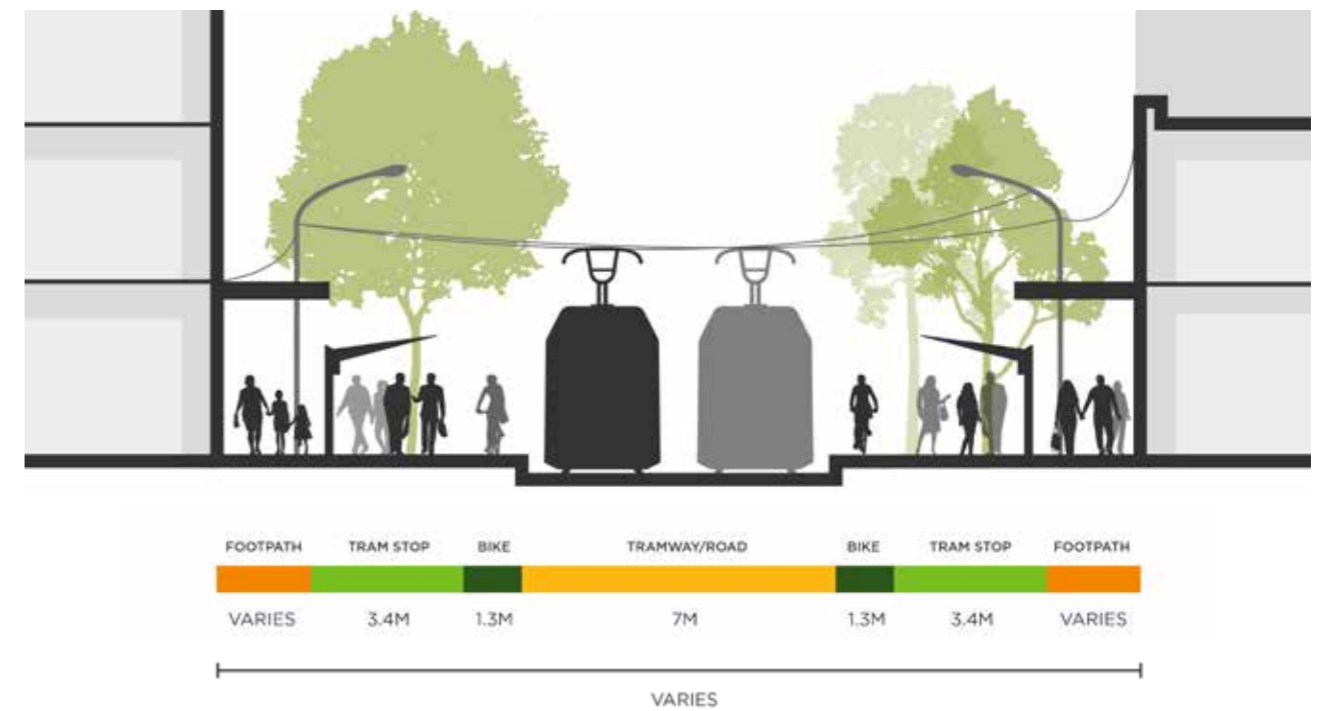 FOOTPATH TRAM STOP BIKE TRAMWAY/ROAD BIKE TRAM STOP FOOTPATH
VARIES 3.4M 1.3M 7M 1.3M 3.4M VARIES
VARIES